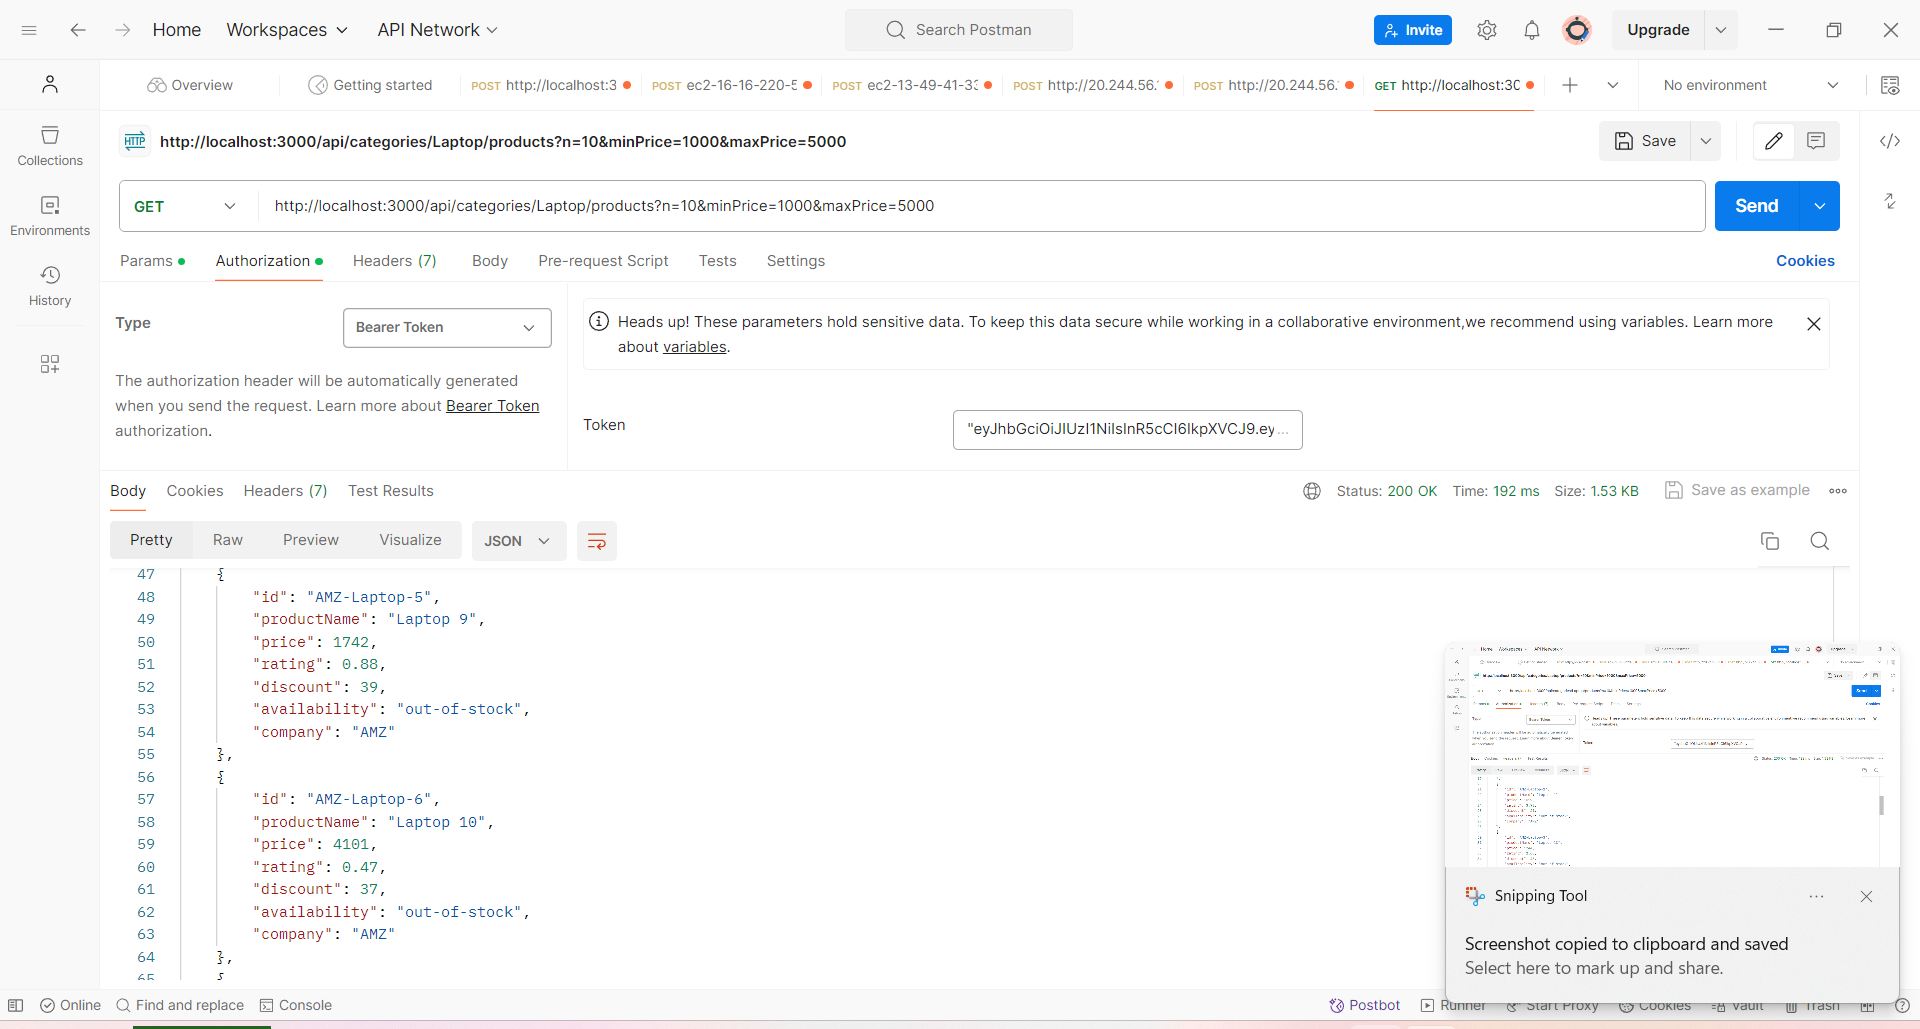 Home Workspaces API Network Search Postman Invite Upgrade
Overview Getting started POST http://localhost:3 POST ec2-16-16-220-5 POST ec2-13-49-41-33 POST http://20.244.56. POST http://20.244.56. GET http://localhost:30 No environment
HTTP http://localhost:3000/api/categories/Laptop/products?n=10&minPrice=1000&maxPrice=5000 Save
Collections
Environments
History
GET http://localhost:3000/api/categories/Laptop/products?n=10&minPrice=1000&maxPrice=5000 Send
Params Authorization Headers (7) Body Pre-request Script Tests Settings Cookies
Type Bearer Token
The authorization header will be automatically generated
when you send the request. Learn more about Bearer Token
authorization.
Heads up! These parameters hold sensitive data. To keep this data secure while working in a collaborative environment,we recommend using variables. Learn more
about variables.
Token "eyJhbGciOiJIUzI1NiIsInR5cCI6IkpXVCJ9.ey...
Body Cookies Headers (7) Test Results Status: 200 OK Time: 192 ms Size: 1.53 KB Save as example
Pretty Raw Preview Visualize JSON
47 {
48 "id": "AMZ-Laptop-5",
49 "productName": "Laptop 9",
50 "price": 1742,
51 "rating": 0.88,
52 "discount": 39,
53 "availability": "out-of-stock",
54 "company": "AMZ"
55 },
56 {
57 "id": "AMZ-Laptop-6",
58 "productName": "Laptop 10",
59 "price": 4101,
60 "rating": 0.47,
61 "discount": 37,
62 "availability": "out-of-stock",
63 "company": "AMZ"
64 },
65 {
Snipping Tool
Screenshot copied to clipboard and saved
Select here to mark up and share.
Online Find and replace Console Postbot Runner Start Proxy Cookies Vault Trash